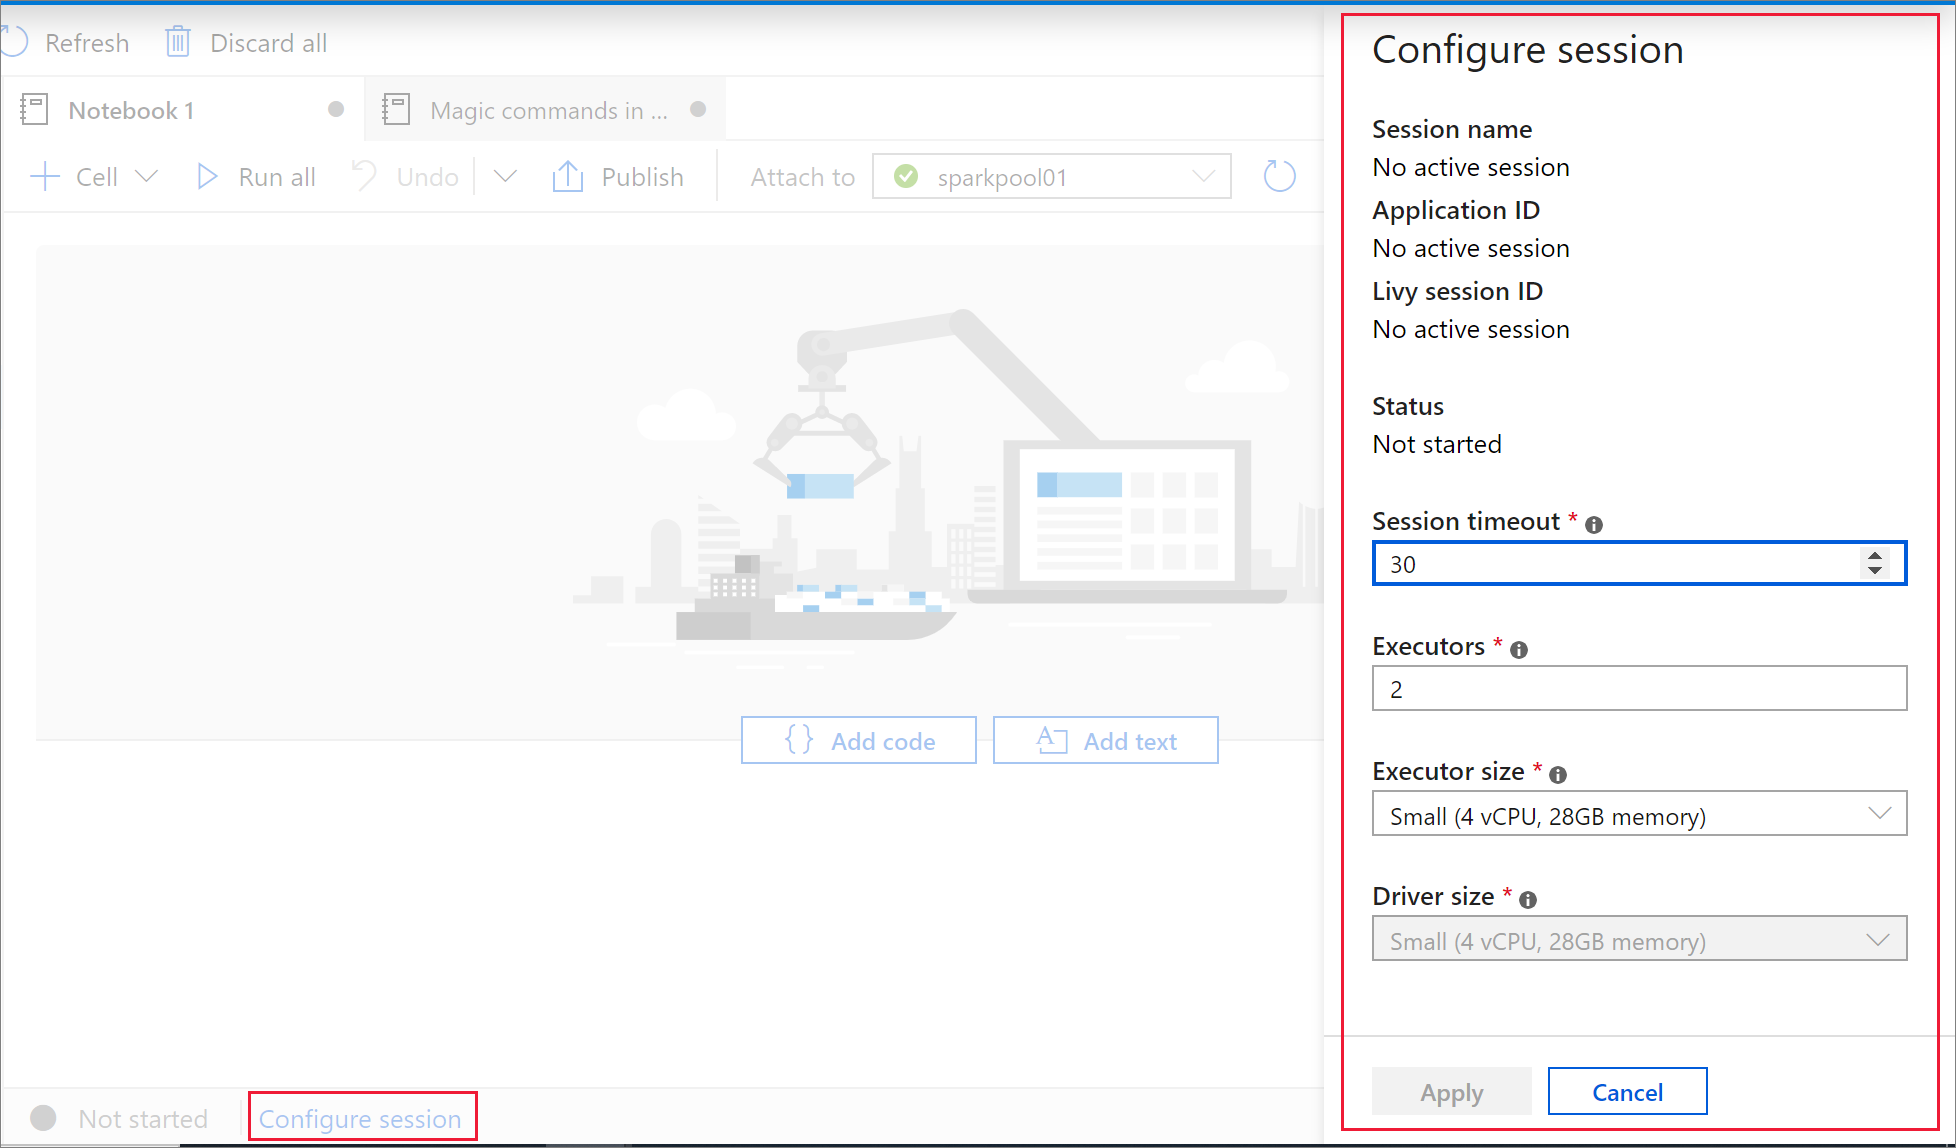 Refresh Discard all
Notebook 1 Magic commands in ...
Cell Run all Undo Publish Attach to sparkpool01
Add code Add text
Not started Configure session
Configure session
Session name
No active session
Application ID
No active session
Livy session ID
No active session
Status
Not started
Session timeout *
30
Executors *
2
Executor size *
Small (4 vCPU, 28GB memory)
Driver size *
Small (4 vCPU, 28GB memory)
Apply Cancel